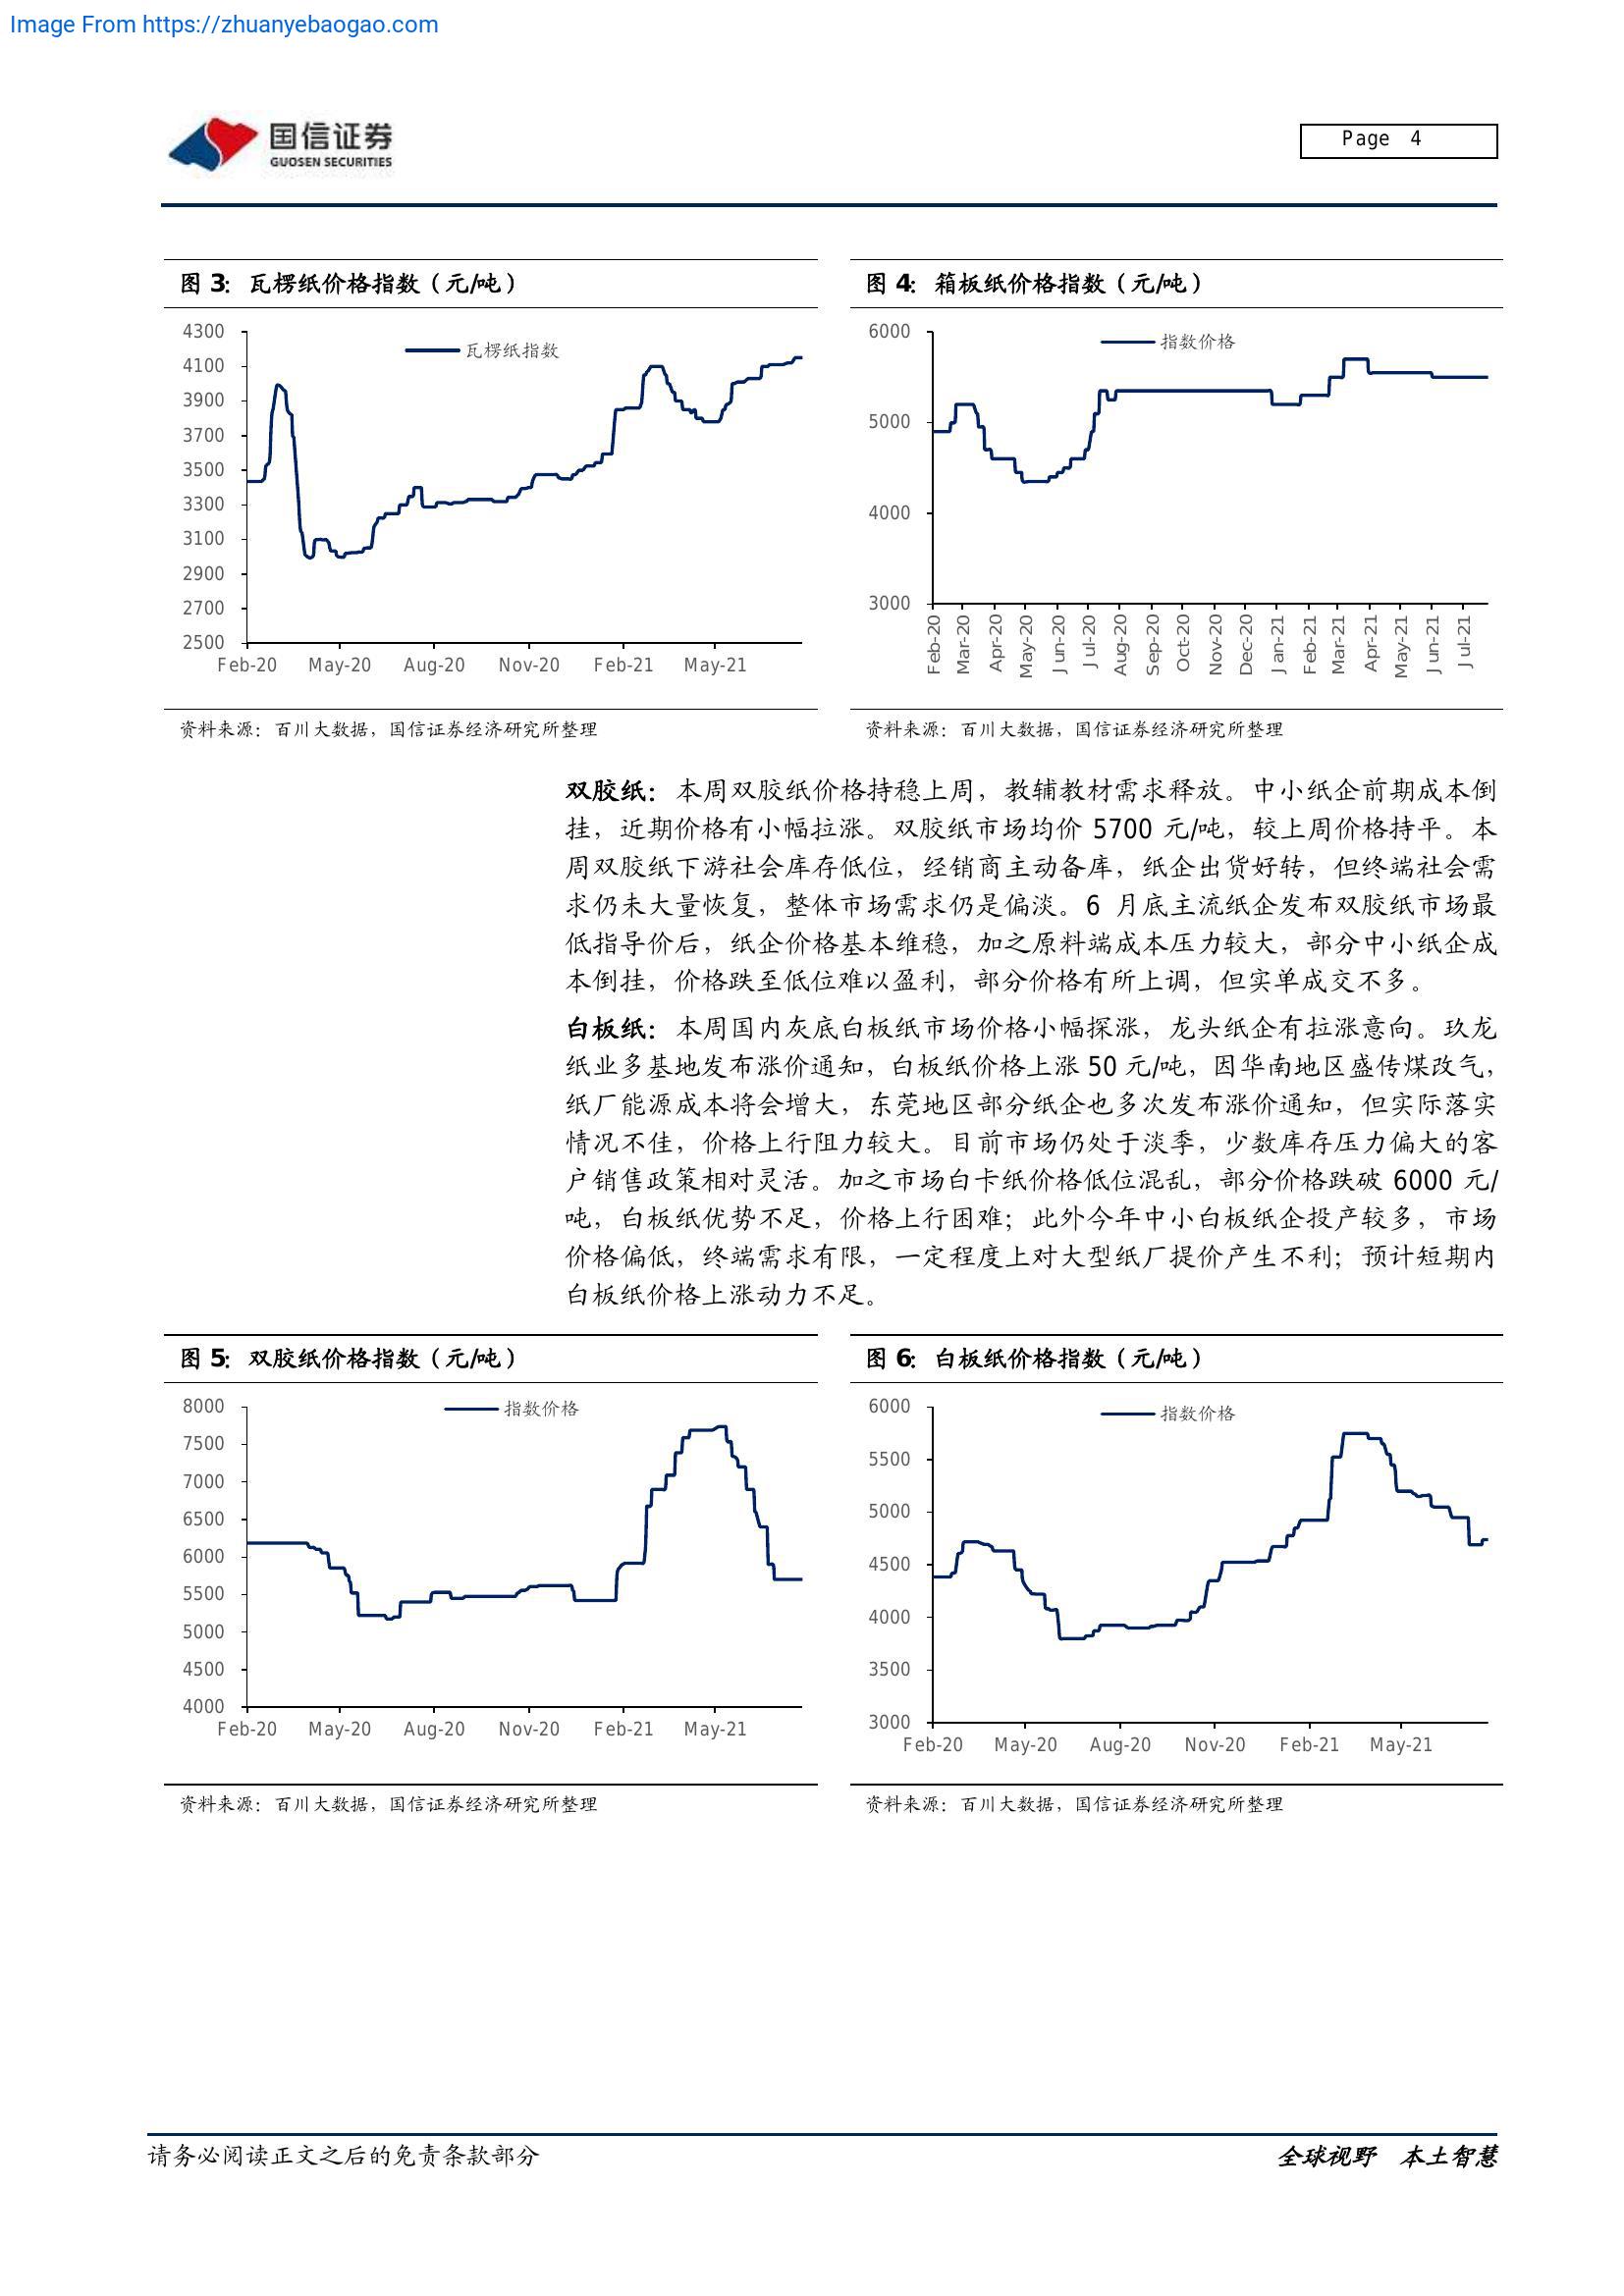 Image From https://zhuanyebaogao.com
国信证券
GUOSEN SECURITIES
Page 4
图 3：瓦楞纸价格指数（元/吨）
4300
4100
3900
3700
3500
3300
3100
2900
2700
2500
瓦楞纸指数
Feb-20 May-20 Aug-20 Nov-20 Feb-21 May-21
资料来源：百川大数据，国信证券经济研究所整理
图 4：箱板纸价格指数（元/吨）
6000
5000
4000
3000
指数价格
Feb-20 Mar-20 Apr-20 May-20 Jun-20 Jul-20 Aug-20 Sep-20 Oct-20 Nov-20 Dec-20 Jan-21 Feb-21 Mar-21 Apr-21 May-21 Jun-21 Jul-21
资料来源：百川大数据，国信证券经济研究所整理
双胶纸：本周双胶纸价格持稳上周，教辅教材需求释放。中小纸企前期成本倒
挂，近期价格有小幅拉涨。双胶纸市场均价 5700 元/吨，较上周价格持平。本
周双胶纸下游社会库存低位，经销商主动备库，纸企出货好转，但终端社会需
求仍未大量恢复，整体市场需求仍是偏淡。6 月底主流纸企发布双胶纸市场最
低指导价后，纸企价格基本维稳，加之原料端成本压力较大，部分中小纸企成
本倒挂，价格跌至低位难以盈利，部分价格有所上调，但实单成交不多。
白板纸：本周国内灰底白板纸市场价格小幅探涨，龙头纸企有拉涨意向。玖龙
纸业多基地发布涨价通知，白板纸价格上涨 50 元/吨，因华南地区盛传煤改气，
纸厂能源成本将会增大，东莞地区部分纸企也多次发布涨价通知，但实际落实
情况不佳，价格上行阻力较大。目前市场仍处于淡季，少数库存压力偏大的客
户销售政策相对灵活。加之市场白卡纸价格低位混乱，部分价格跌破 6000 元/
吨，白板纸优势不足，价格上行困难；此外今年中小白板纸企投产较多，市场
价格偏低，终端需求有限，一定程度上对大型纸厂提价产生不利；预计短期内
白板纸价格上涨动力不足。
图 5：双胶纸价格指数（元/吨）
8000
7500
7000
6500
6000
5500
5000
4500
4000
指数价格
Feb-20 May-20 Aug-20 Nov-20 Feb-21 May-21
资料来源：百川大数据，国信证券经济研究所整理
图 6：白板纸价格指数（元/吨）
6000
5500
5000
4500
4000
3500
3000
指数价格
Feb-20 May-20 Aug-20 Nov-20 Feb-21 May-21
资料来源：百川大数据，国信证券经济研究所整理
请务必阅读正文之后的免责条款部分
全球视野 本土智慧